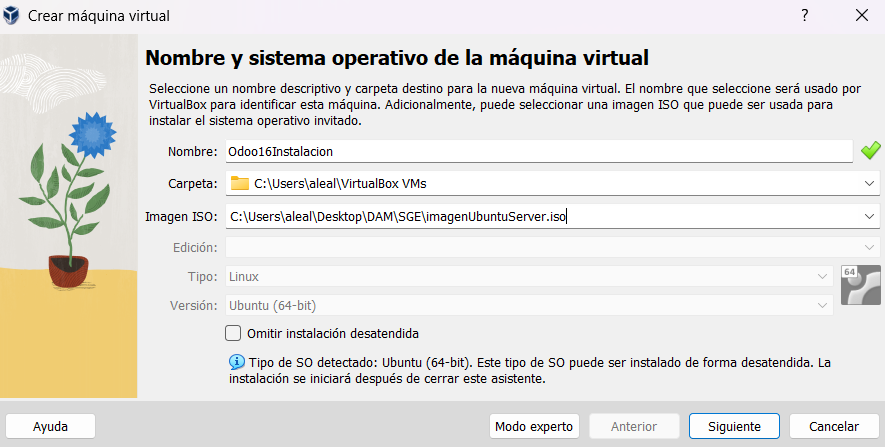 Crear máquina virtual
?
Nombre y sistema operativo de la máquina virtual
Seleccione un nombre descriptivo y carpeta destino para la nueva máquina virtual. El nombre que seleccione será usado por
VirtualBox para identificar esta máquina. Adicionalmente, puede seleccionar una imagen ISO que puede ser usada para
instalar el sistema operativo invitado.
Nombre: Odoo16Instalacion
Carpeta: C:\Users\aleal\VirtualBox VMs
Imagen ISO: C:\Users\aleal\Desktop\DAM\SGE\imagenUbuntuServer.iso
Edición:
Tipo: Linux
64
Versión: Ubuntu (64-bit)
Omitir instalación desatendida
Tipo de SO detectado: Ubuntu (64-bit). Este tipo de SO puede ser instalado de forma desatendida. La
instalación se iniciará después de cerrar este asistente.
Ayuda Modo experto Anterior Siguiente Cancelar